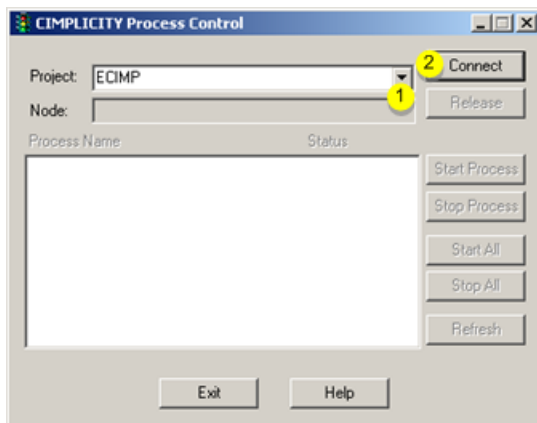 CIMPLICITY Process Control
Project: ECIMP
2 Connect
1
Node:
Release
Process Name Status
Start Process
Stop Process
Start All
Stop All
Refresh
Exit Help